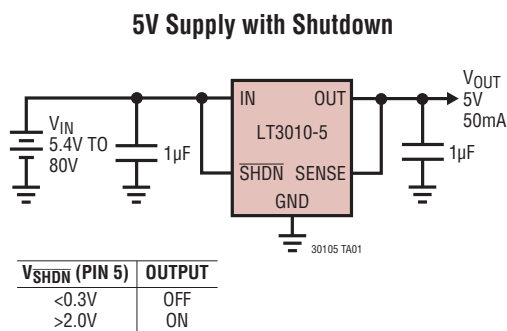 5V Supply with Shutdown
IN
OUT
LT3010-5
SHDN
SENSE
GND
VIN
5.4V TO
80V
1µF
VOUT
5V
50mA
1µF
30105 TA01
VSHDN (PIN 5) OUTPUT
<0.3V OFF
>2.0V ON